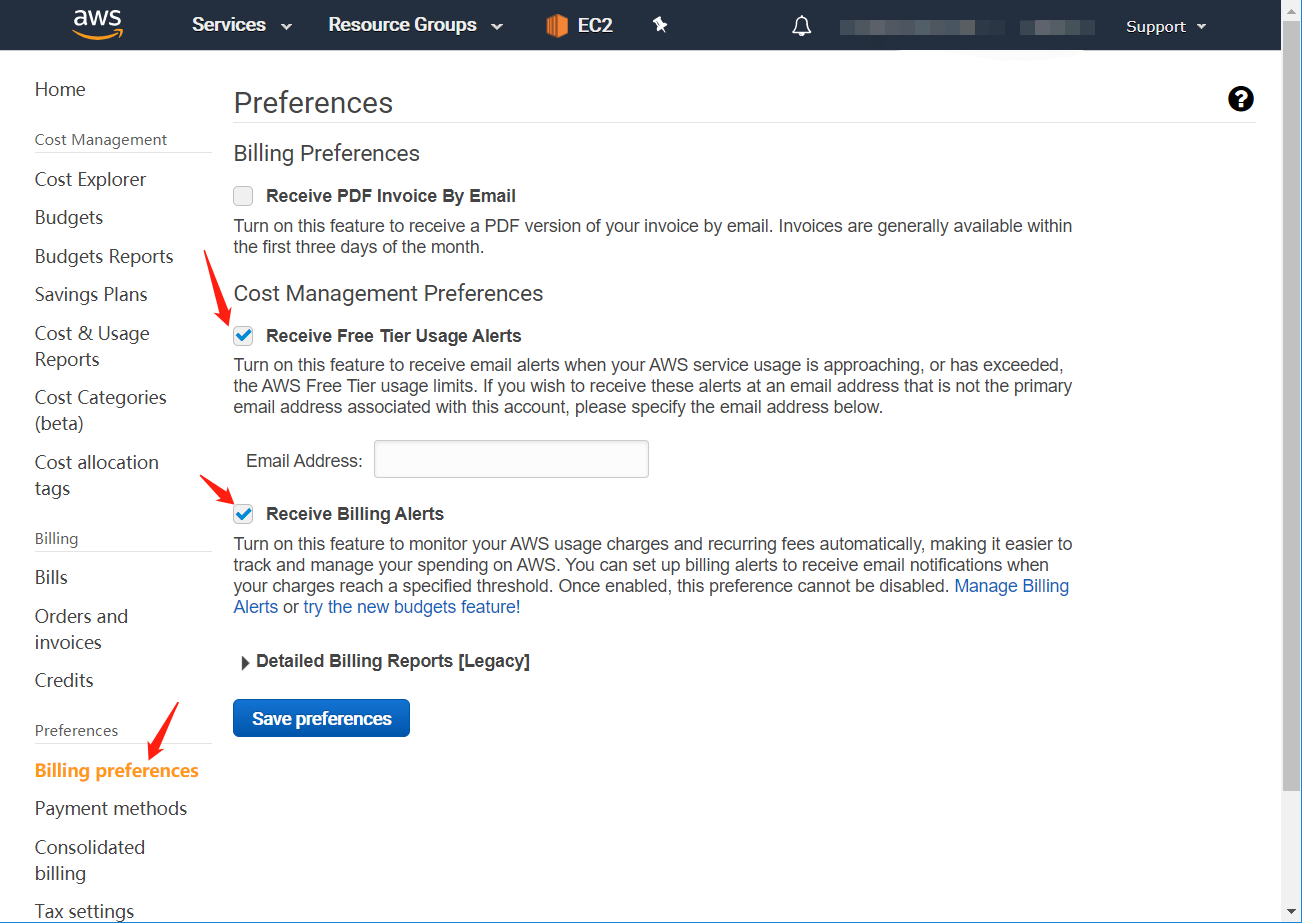 aws
Services
Resource Groups
EC2
Support
Home
Cost Management
Cost Explorer
Budgets
Budgets Reports
Savings Plans
Cost & Usage
Reports
Cost Categories
(beta)
Cost allocation
tags
Billing
Bills
Orders and
invoices
Credits
Preferences
Billing preferences
Payment methods
Consolidated
billing
Tax settings
Preferences
Billing Preferences
Receive PDF Invoice By Email
Turn on this feature to receive a PDF version of your invoice by email. Invoices are generally available within
the first three days of the month.
Cost Management Preferences
Receive Free Tier Usage Alerts
Turn on this feature to receive email alerts when your AWS service usage is approaching, or has exceeded,
the AWS Free Tier usage limits. If you wish to receive these alerts at an email address that is not the primary
email address associated with this account, please specify the email address below.
Email Address:
Receive Billing Alerts
Turn on this feature to monitor your AWS usage charges and recurring fees automatically, making it easier to
track and manage your spending on AWS. You can set up billing alerts to receive email notifications when
your charges reach a specified threshold. Once enabled, this preference cannot be disabled. Manage Billing
Alerts or try the new budgets feature!
Detailed Billing Reports [Legacy]
Save preferences